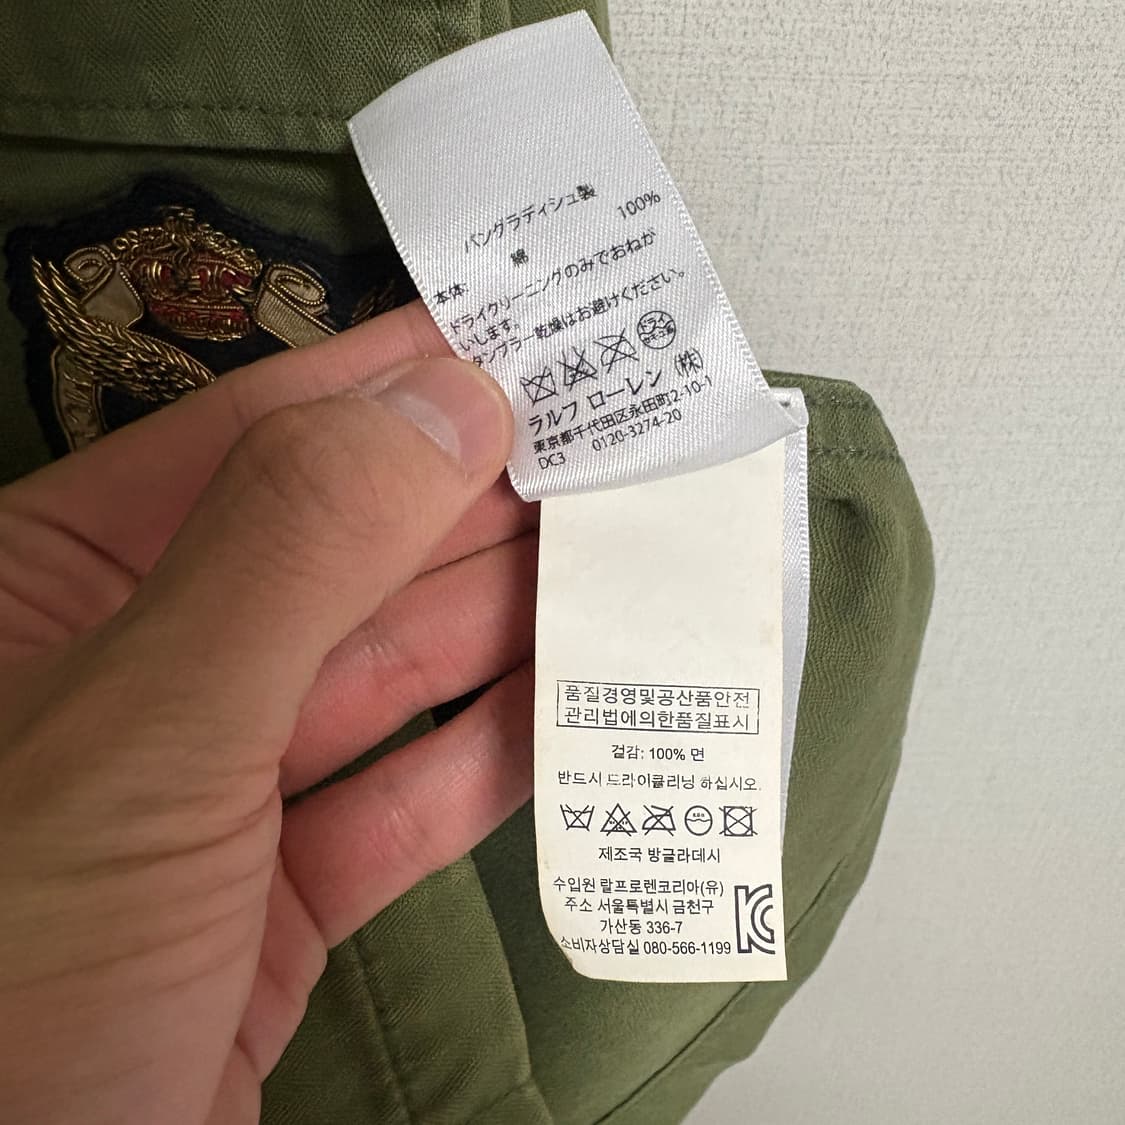 バングラディシュ製
綿 100%
本体:
ドライクリーニングのみでおねが
いします。
タンブラー乾燥はお避けください。
ドライ
ラルフ ローレン (株)
東京都千代田区永田町2-10-1
DC3 0120-3274-20
품질경영및공산품안전
관리법에의한품질표시
겉감: 100% 면
반드시 드라이클리닝 하십시오.
제조국 방글라데시
수입원 랄프로렌코리아(유)
주소 서울특별시 금천구
가산동 336-7
소비자상담실 080-566-1199